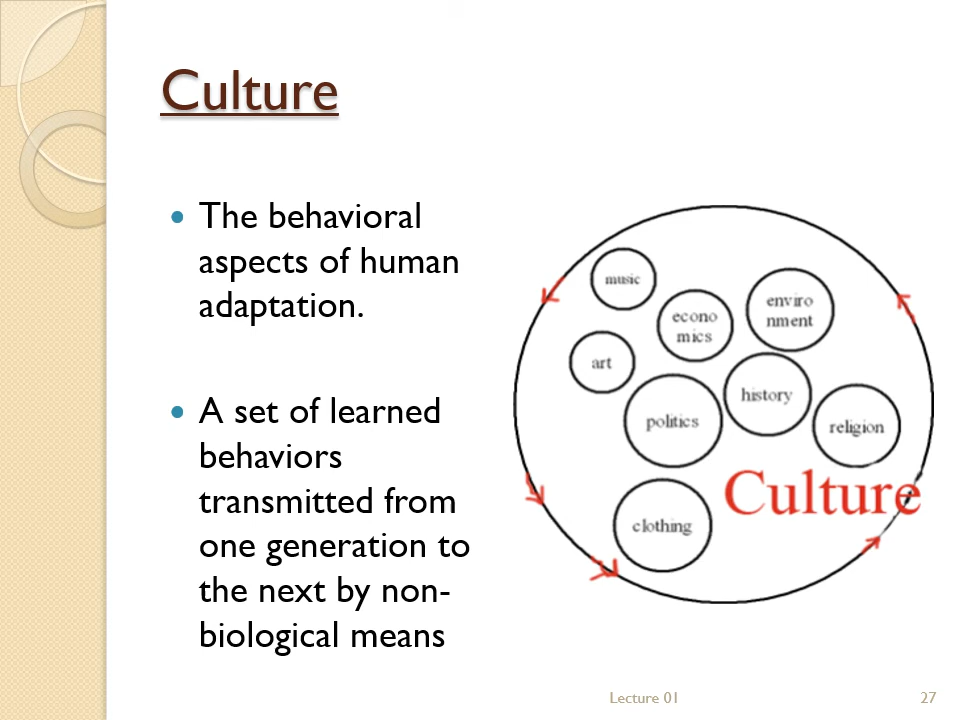 Culture
The behavioral
aspects of human
adaptation.
A set of learned
behaviors
transmitted from
one generation to
the next by non-
biological means
music
enviro
nment
econo
mics
art
history
politics
religion
Culture
clothing
Lecture 01
27